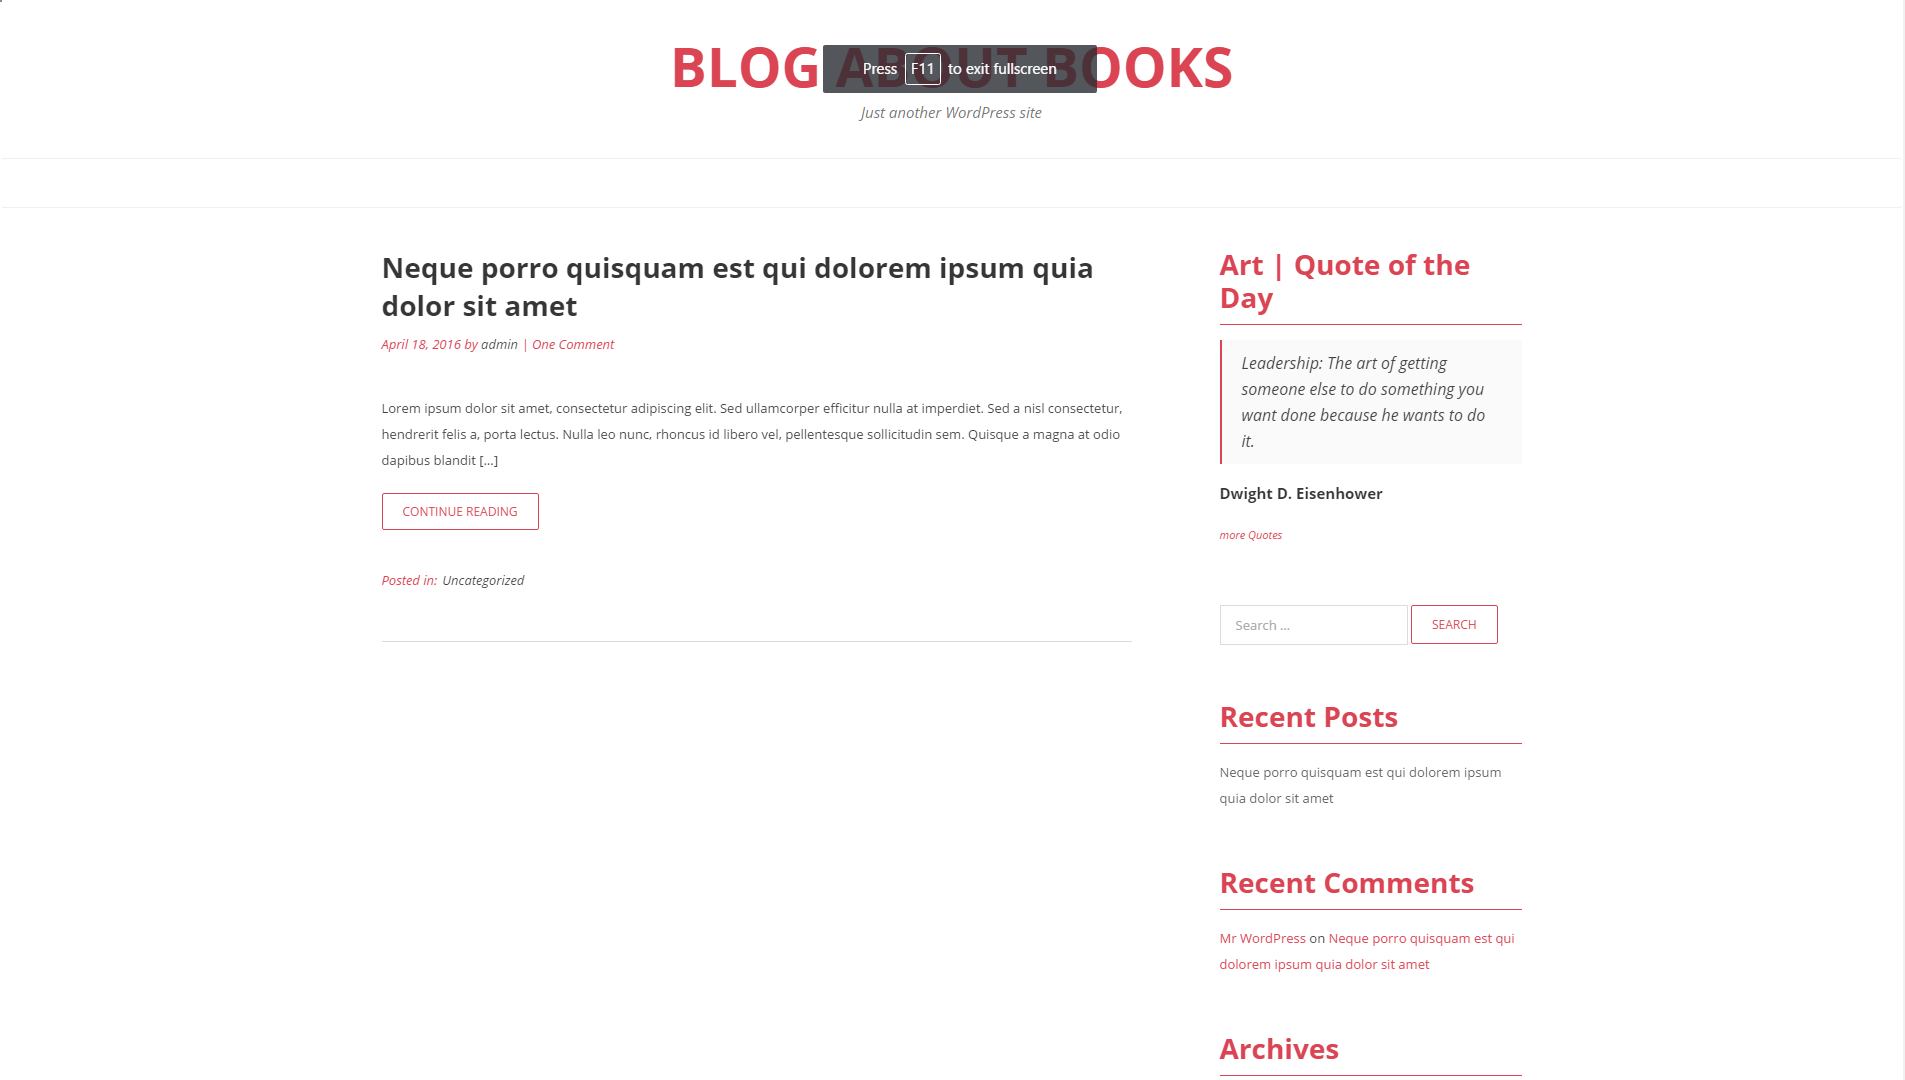 BLOG ABOUT BOOKS
Press F11 to exit fullscreen
Just another WordPress site
Neque porro quisquam est qui dolorem ipsum quia
dolor sit amet
April 18, 2016 by admin | One Comment
Lorem ipsum dolor sit amet, consectetur adipiscing elit. Sed ullamcorper efficitur nulla at imperdiet. Sed a nisl consectetur,
hendrerit felis a, porta lectus. Nulla leo nunc, rhoncus id libero vel, pellentesque sollicitudin sem. Quisque a magna at odio
dapibus blandit [...]
CONTINUE READING
Posted in: Uncategorized
Art | Quote of the
Day
Leadership: The art of getting
someone else to do something you
want done because he wants to do
it.
Dwight D. Eisenhower
more Quotes
Search ...
SEARCH
Recent Posts
Neque porro quisquam est qui dolorem ipsum
quia dolor sit amet
Recent Comments
Mr WordPress on Neque porro quisquam est qui
dolorem ipsum quia dolor sit amet
Archives